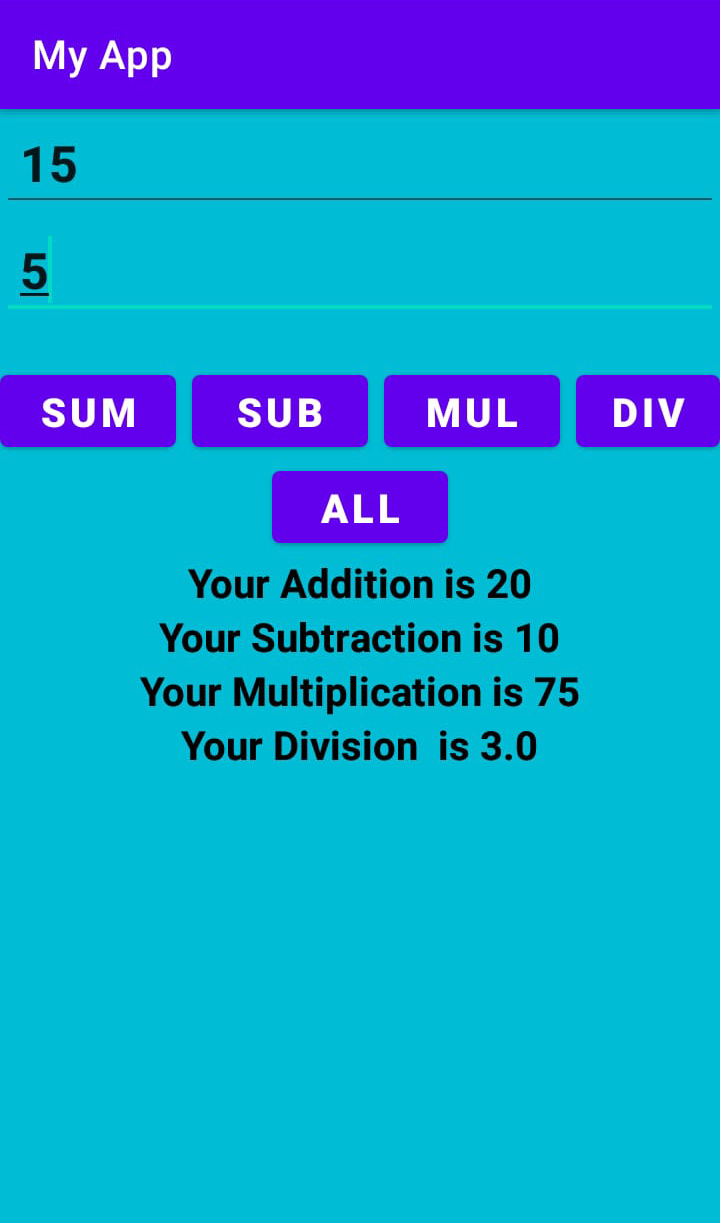 My App
15
5
SUM SUB MUL DIV
ALL
Your Addition is 20
Your Subtraction is 10
Your Multiplication is 75
Your Division  is 3.0